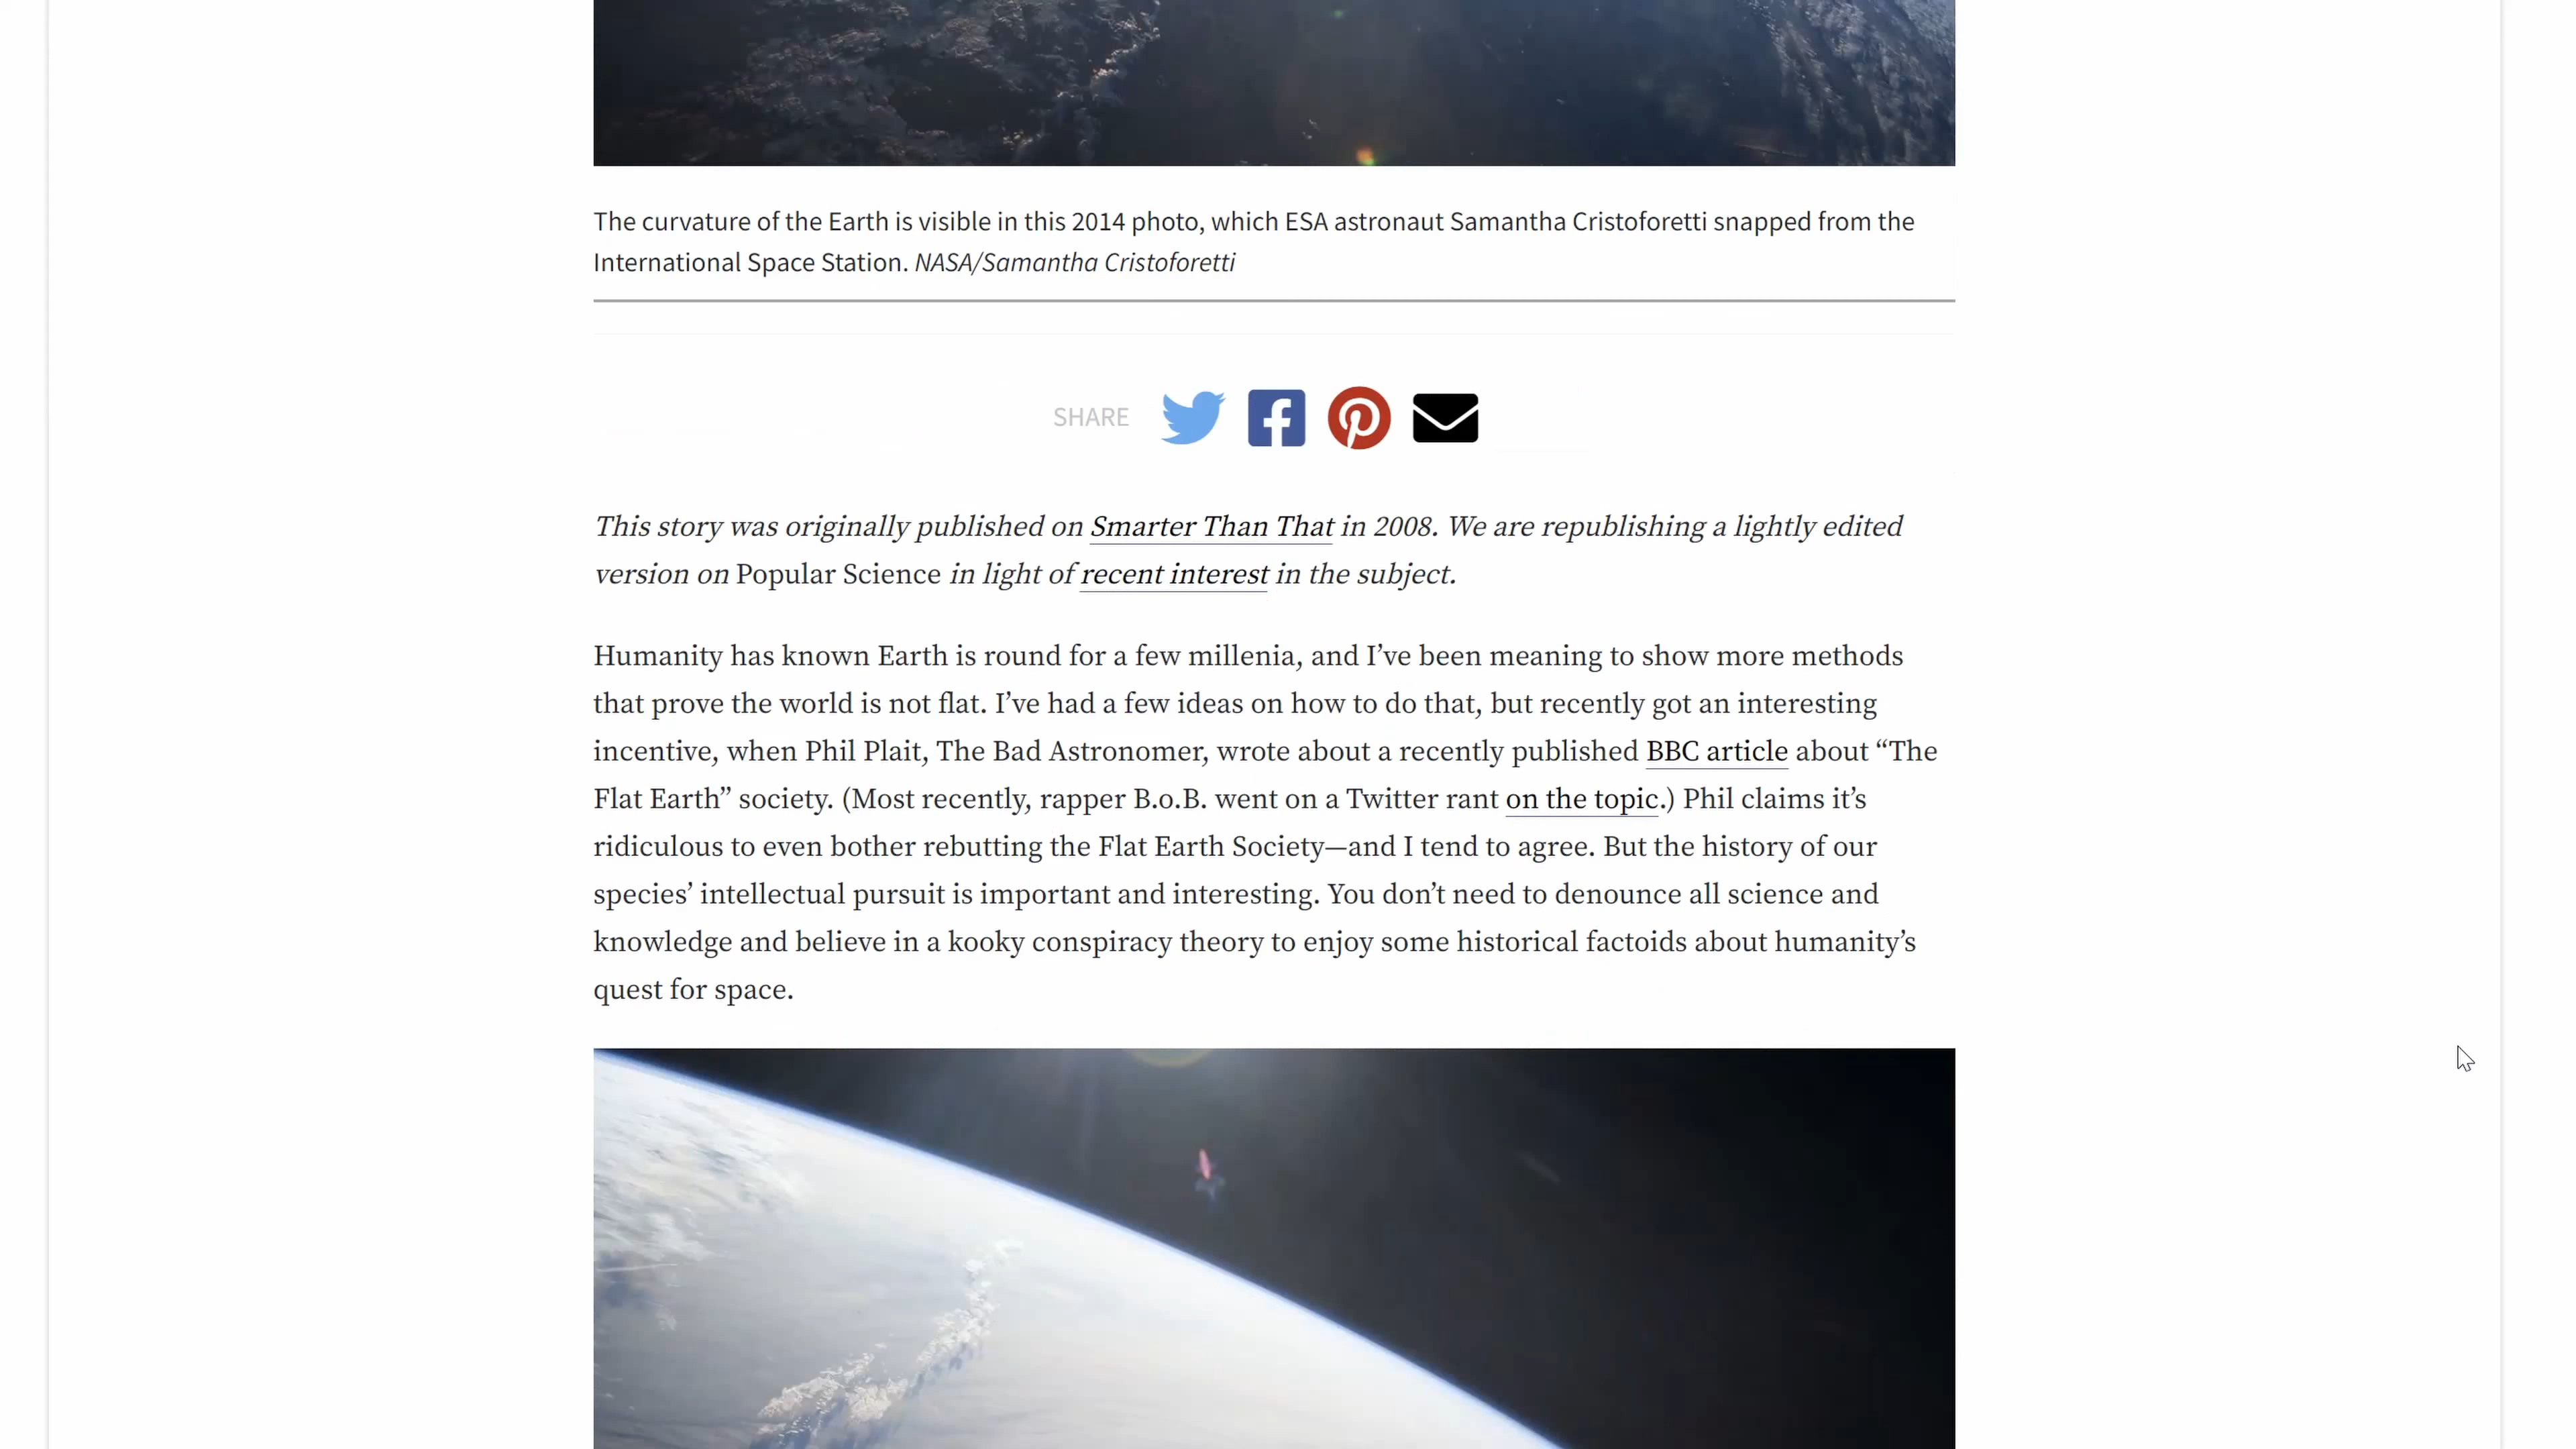 The curvature of the Earth is visible in this 2014 photo, which ESA astronaut Samantha Cristoforetti snapped from the
International Space Station. NASA/Samantha Cristoforetti
SHARE
This story was originally published on Smarter Than That in 2008. We are republishing a lightly edited
version on Popular Science in light of recent interest in the subject.
Humanity has known Earth is round for a few millenia, and I’ve been meaning to show more methods
that prove the world is not flat. I’ve had a few ideas on how to do that, but recently got an interesting
incentive, when Phil Plait, The Bad Astronomer, wrote about a recently published BBC article about “The
Flat Earth” society. (Most recently, rapper B.o.B. went on a Twitter rant on the topic.) Phil claims it’s
ridiculous to even bother rebutting the Flat Earth Society—and I tend to agree. But the history of our
species’ intellectual pursuit is important and interesting. You don’t need to denounce all science and
knowledge and believe in a kooky conspiracy theory to enjoy some historical factoids about humanity’s
quest for space.